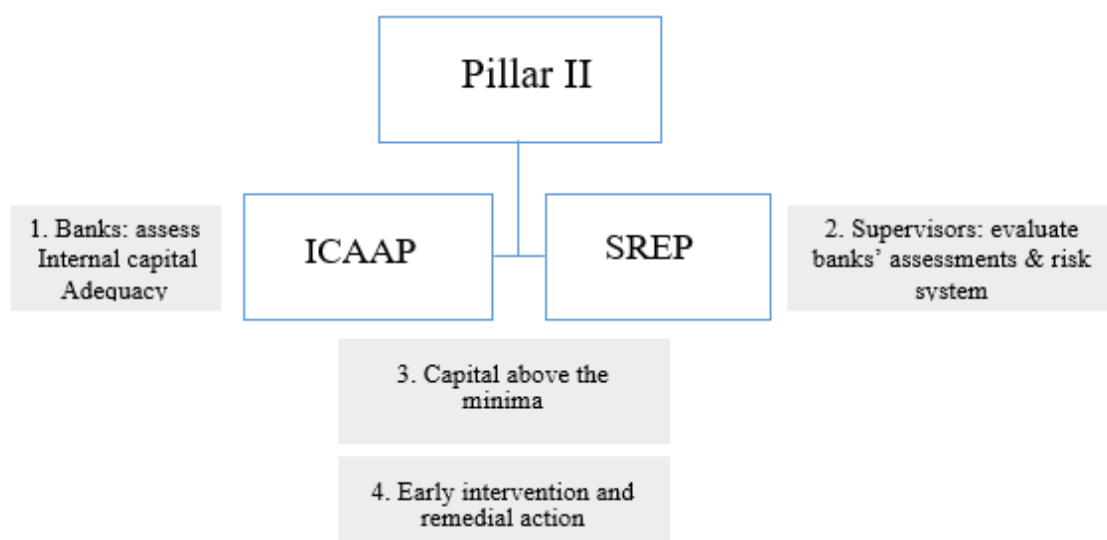 Pillar II
1. Banks: assess
Internal capital
Adequacy
ICAAP
SREP
2. Supervisors: evaluate
banks’ assessments & risk
system
3. Capital above the
minima
4. Early intervention and
remedial action